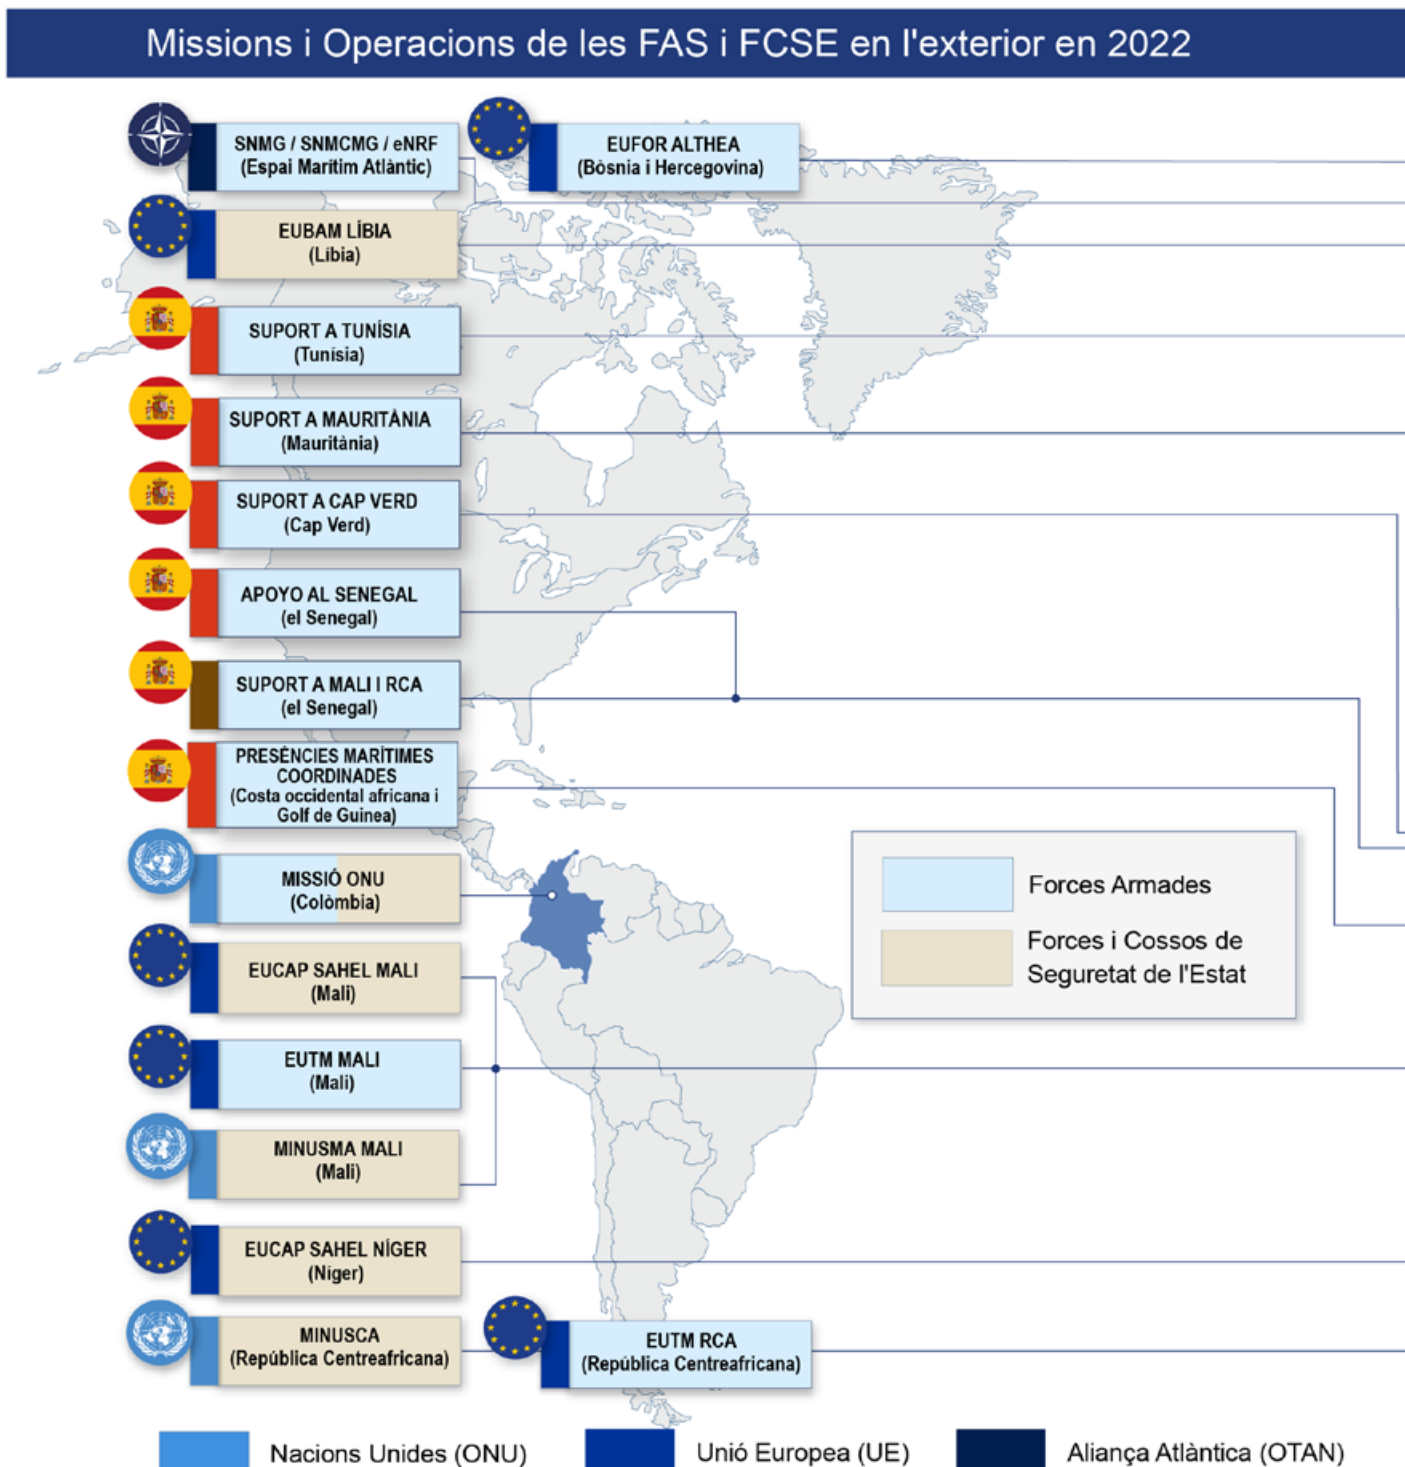 Missions i Operacions de les FAS i FCSE en l'exterior en 2022
SNMG / SNMCMG / eNRF
(Espai Marítim Atlàntic)
EUFOR ALTHEA
(Bòsnia i Hercegovina)
EUBAM LÍBIA
(Líbia)
SUPORT A TUNÍSIA
(Tunísia)
SUPORT A MAURITÀNIA
(Mauritània)
SUPORT A CAP VERD
(Cap Verd)
APOYO AL SENEGAL
(el Senegal)
SUPORT A MALI I RCA
(el Senegal)
PRESÈNCIES MARÍTIMES
COORDINADES
(Costa occidental africana i
Golf de Guinea)
MISSIÓ ONU
(Colòmbia)
EUCAP SAHEL MALI
(Mali)
EUTM MALI
(Mali)
MINUSMA MALI
(Mali)
EUCAP SAHEL NÍGER
(Níger)
MINUSCA
(República Centreafricana)
EUTM RCA
(República Centreafricana)
Forces Armades
Forces i Cossos de
Seguretat de l'Estat
Nacions Unides (ONU)
Unió Europea (UE)
Aliança Atlàntica (OTAN)